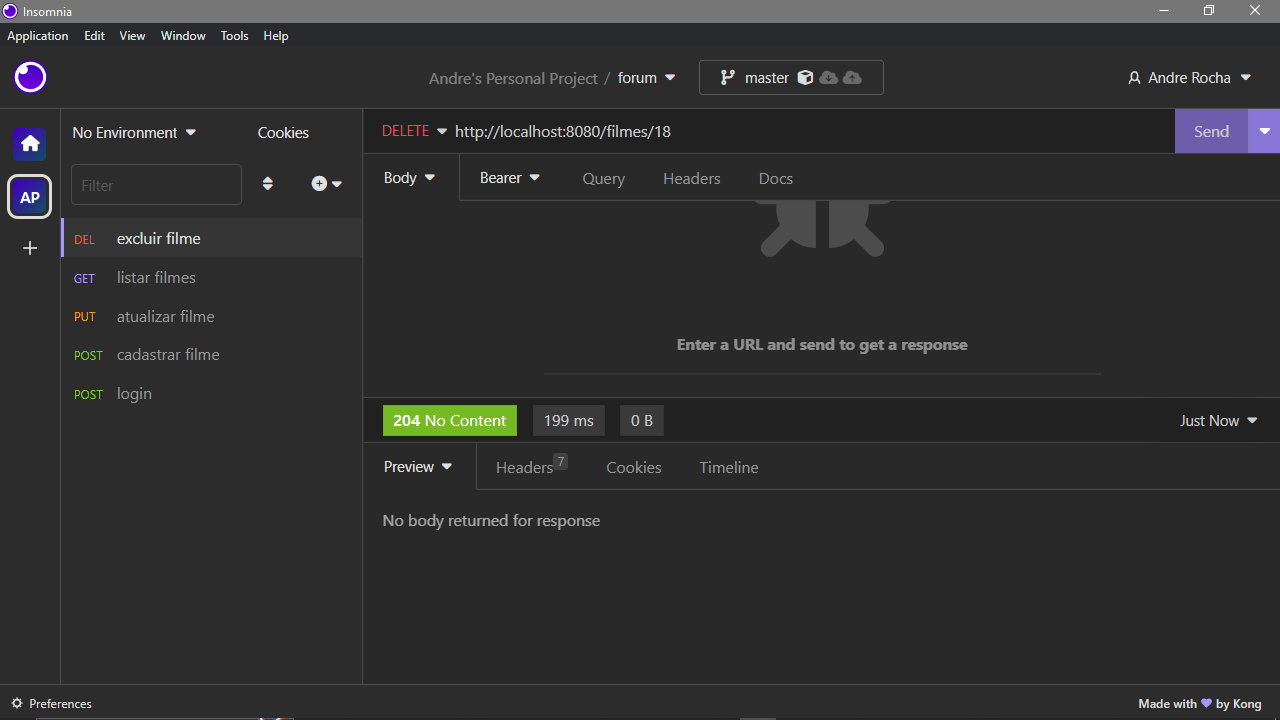 Insomnia
Application Edit View Window Tools Help
Andre's Personal Project / forum master Andre Rocha
No Environment Cookies
DELETE http://localhost:8080/filmes/18 Send
Filter
Body Bearer Query Headers Docs
AP
DEL excluir filme
GET listar filmes
PUT atualizar filme
POST cadastrar filme
POST login
Enter a URL and send to get a response
204 No Content 199 ms 0 B Just Now
Preview Headers 7 Cookies Timeline
No body returned for response
Preferences Made with by Kong